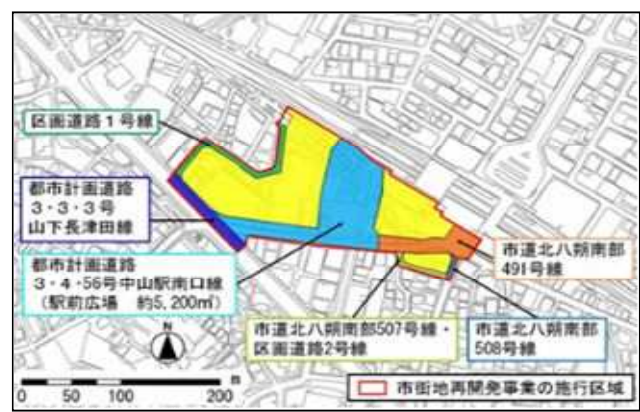 区画道路1号線
都市計画道路
3・3・3号
山下長津田線
都市計画道路
3・4・56号中山駅南口線
(駅前広場 約5,200㎡)
市道北八朔南部
491号線
市道北八朔南部507号線・
区画道路2号線
市道北八朔南部
508号線
N
m
0 50 100 200
市街地再開発事業の施行区域